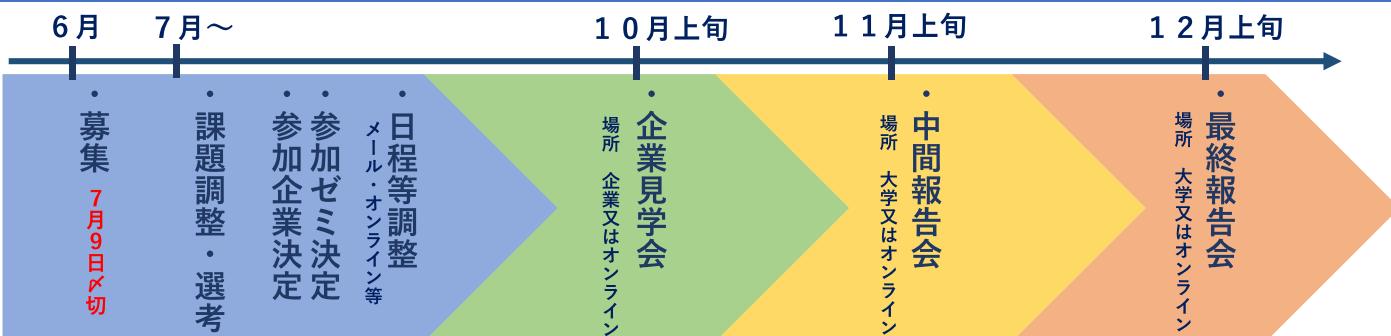 6月
7月～
10月上旬
11月上旬
12月上旬
・募集
7月9日〆切
・課題調整・選考
・参加企業決定
・参加ゼミ決定
・日程等調整
メール・オンライン等
・企業見学会
場所　企業又はオンライン
・中間報告会
場所　大学又はオンライン
・最終報告会
場所　大学又はオンライン